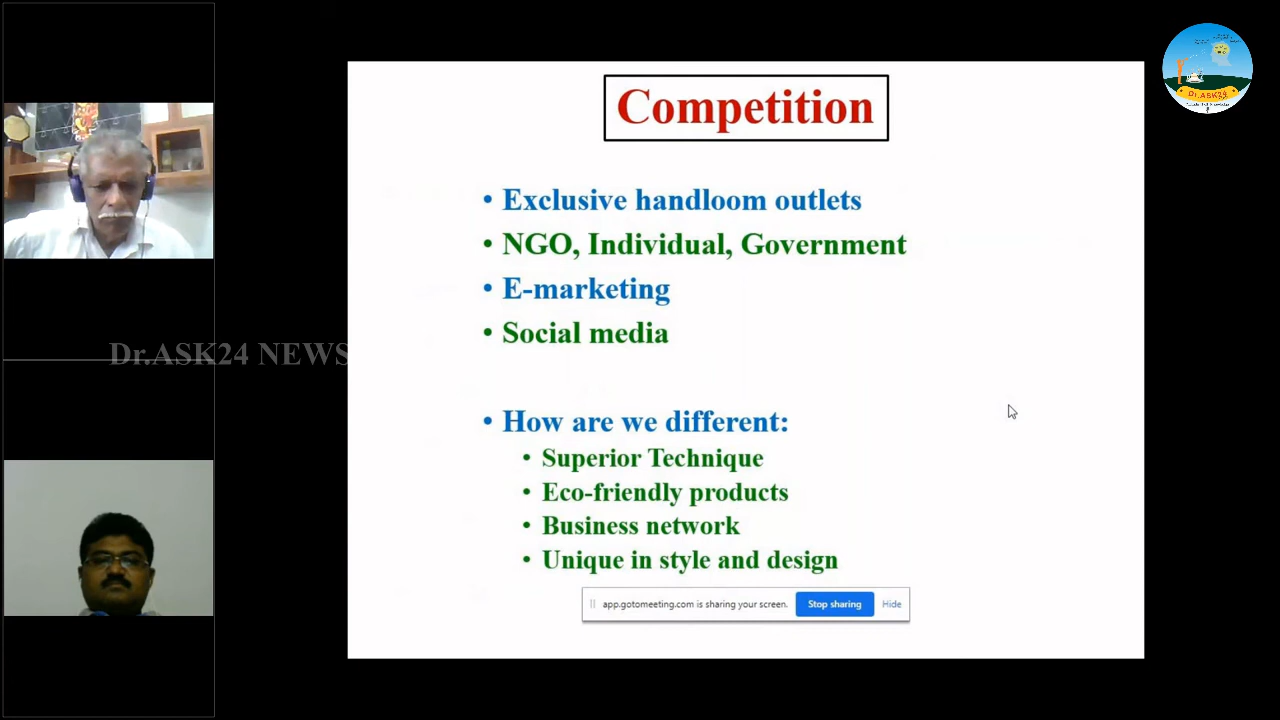 Competition
Dr.ASK24
• Exclusive handloom outlets
• NGO, Individual, Government
• E-marketing
• Social media
Dr.ASK24 NEWS
• How are we different:
• Superior Technique
• Eco-friendly products
• Business network
• Unique in style and design
app.gotomeeting.com is sharing your screen. Stop sharing Hide